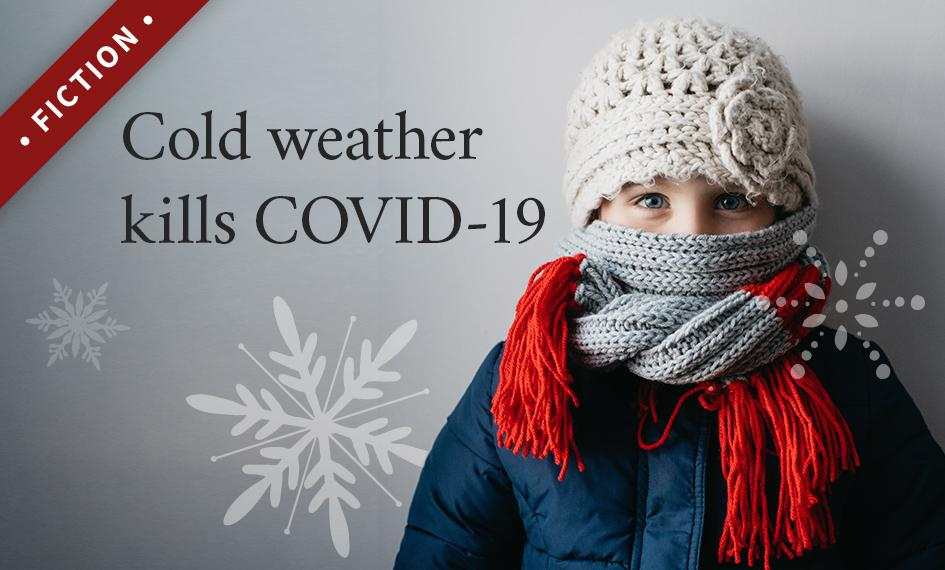 • FICTION •
Cold weather
kills COVID-19